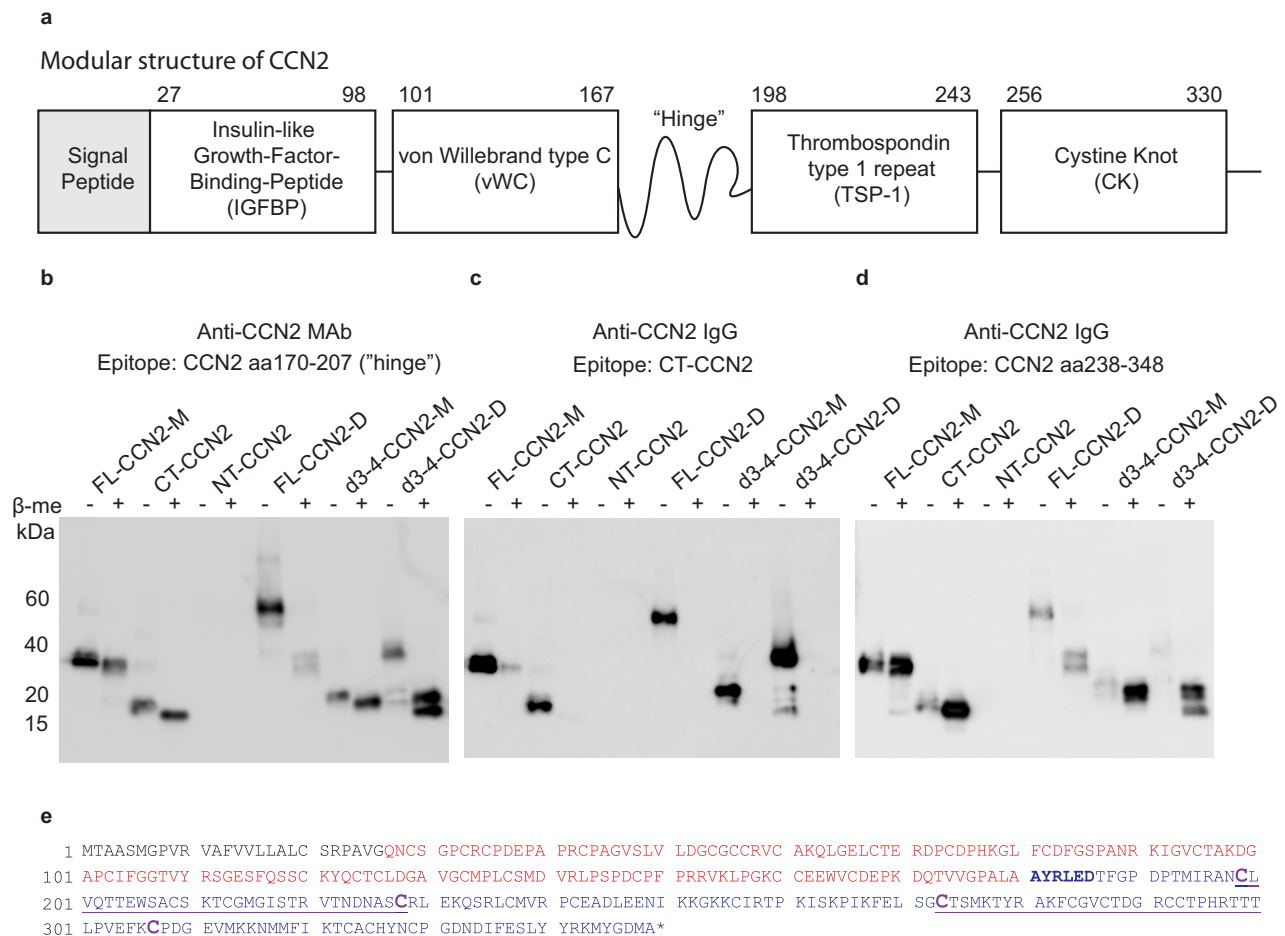 a
Modular structure of CCN2
27 98 101 167 198 243 256 330
"Hinge"
Signal
Peptide
Insulin-like
Growth-Factor-
Binding-Peptide
(IGFBP)
von Willebrand type C
(vWC)
Thrombospondin
type 1 repeat
(TSP-1)
Cystine Knot
(CK)
b
Anti-CCN2 MAb
Epitope: CCN2 aa170-207 ("hinge")
FL-CCN2-M
CT-CCN2
NT-CCN2
FL-CCN2-D
d3-4-CCN2-M
d3-4-CCN2-D
β-me - + - + - + - + - + - +
kDa
60
40
20
15
c
Anti-CCN2 IgG
Epitope: CT-CCN2
FL-CCN2-M
CT-CCN2
NT-CCN2
FL-CCN2-D
d3-4-CCN2-M
d3-4-CCN2-D
- + - + - + - + - + - +
d
Anti-CCN2 IgG
Epitope: CCN2 aa238-348
FL-CCN2-M
CT-CCN2
NT-CCN2
FL-CCN2-D
d3-4-CCN2-M
d3-4-CCN2-D
- + - + - + - + - + - +
e
1 MTAASMGPVR VAFVVLLALC SRPAVGQNCS GPCRCPDEPA PRCPAGVSLV LDGCGCCRVC AKQLGELCTE RDPCDPHKGL FCDFGSPANR KIGVCTAKDG
101 APCIFGGTVY RSGESFQSSC KYQCTCLDGA VGCMPLCSMD VRLPSPDCPF PRRVKLPGKC CEEWVCDEPK DQTVVGPALA AYRLEDTFGP DPTMIRANCL
201 VQTTEWSACS KTCGMGISTR VTNDNASCRL EKQSRLCMVR PCEADLEENI KKGKKCIRTP KISKPIKFEL SGCTSMKTYR AKFCGVCTDG RCCTPHRTTT
301 LPVEFKCPDG EVMKKNMMFI KTCACHYNCP GDNDIFESLY YRKMYGDMA*